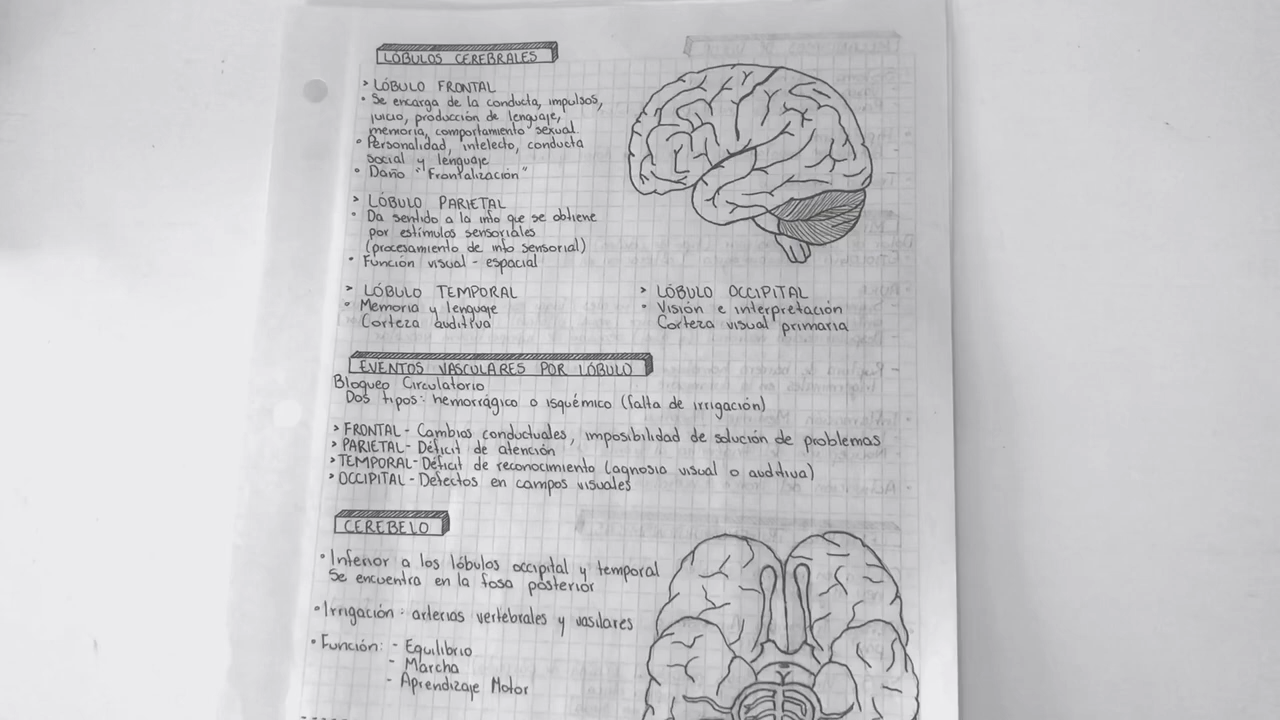 LÓBULOS CEREBRALES
> LÓBULO FRONTAL
• Se encarga de la conducta, impulsos,
juicio, producción de lenguaje,
memoria, comportamiento sexual.
• Personalidad, intelecto, conducta
social y lenguaje
• Daño "Frontalización"
> LÓBULO PARIETAL
• Da sentido a la info que se obtiene
por estímulos sensoriales
(procesamiento de info sensorial)
• Función visual - espacial
> LÓBULO TEMPORAL
• Memoria y lenguaje
Corteza auditiva
> LÓBULO OCCIPITAL
• Visión e interpretación
Corteza visual primaria
EVENTOS VASCULARES POR LÓBULO
Bloqueo Circulatorio
Dos tipos: hemorrágico o isquémico (falta de irrigación)
> FRONTAL - Cambios conductuales, imposibilidad de solución de problemas
> PARIETAL - Déficit de atención
> TEMPORAL - Déficit de reconocimiento (agnosia visual o auditiva)
> OCCIPITAL - Defectos en campos visuales
CEREBELO
• Inferior a los lóbulos occipital y temporal
Se encuentra en la fosa posterior
• Irrigación: arterias vertebrales y vasilares
• Función: - Equilibrio
- Marcha
- Aprendizaje Motor